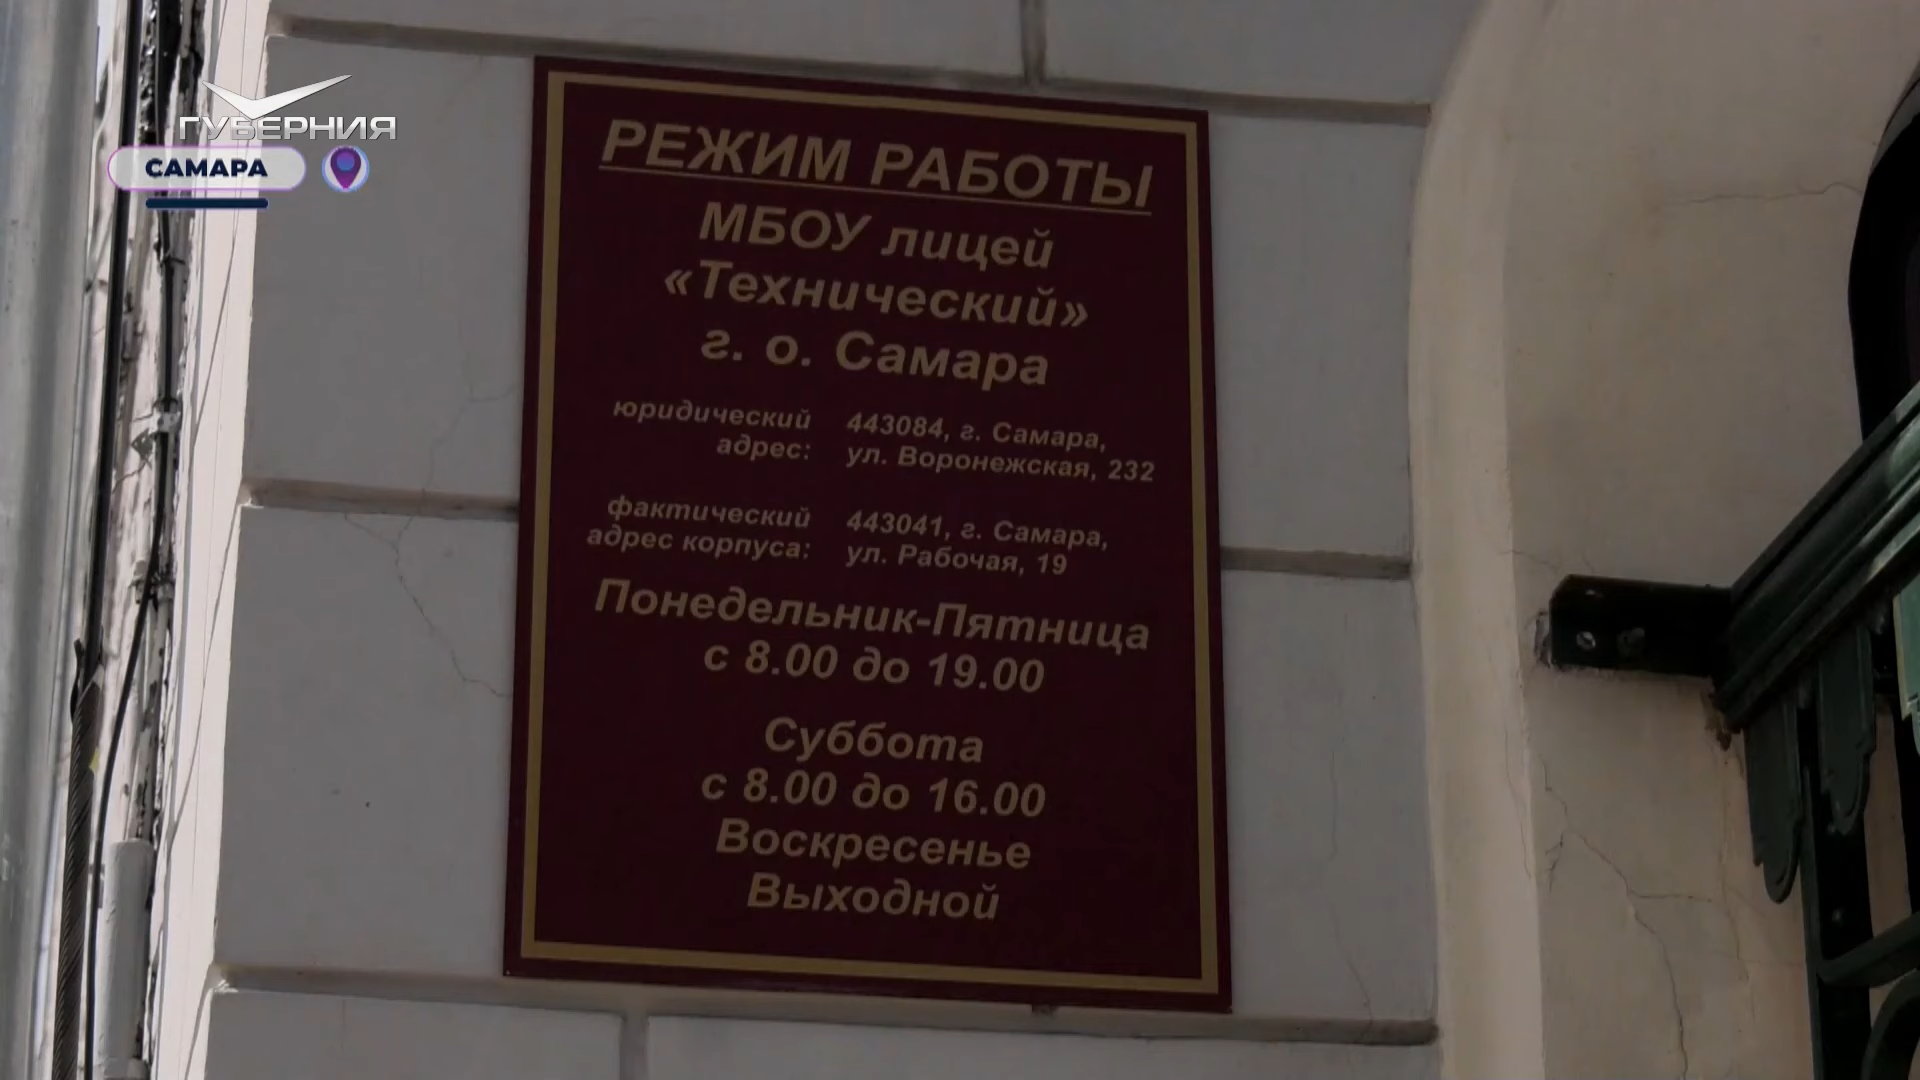 ГУБЕРНИЯ
САМАРА
РЕЖИМ РАБОТЫ
МБОУ лицей
«Технический»
г. о. Самара
юридический 443084, г. Самара,
адрес: ул. Воронежская, 232
фактический 443041, г. Самара,
адрес корпуса: ул. Рабочая, 19
Понедельник-Пятница
с 8.00 до 19.00
Суббота
с 8.00 до 16.00
Воскресенье
Выходной